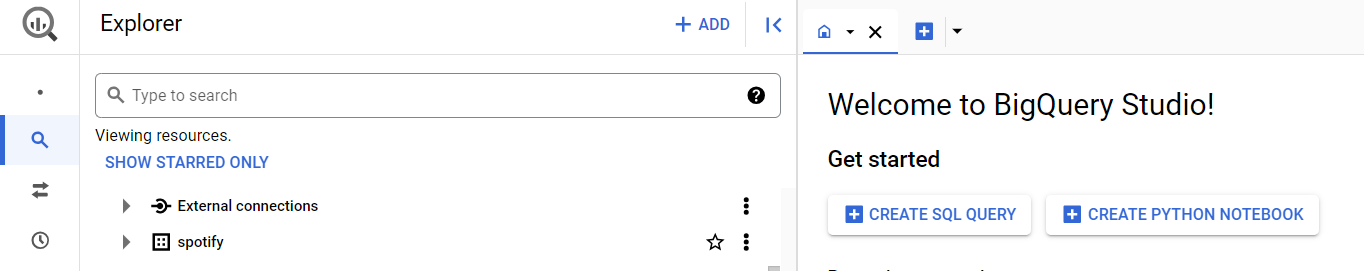 Explorer
ADD
Type to search
Viewing resources.
SHOW STARRED ONLY
External connections
spotify
Welcome to BigQuery Studio!
Get started
CREATE SQL QUERY
CREATE PYTHON NOTEBOOK